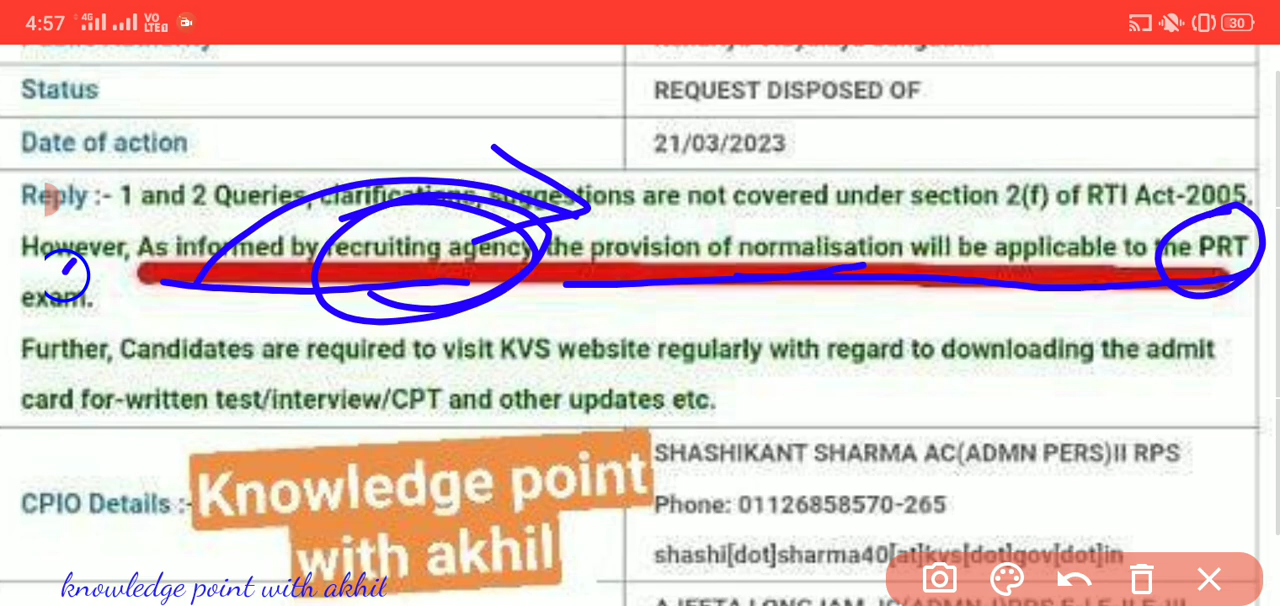 4:57 4G VO LTE 30
Status REQUEST DISPOSED OF
Date of action 21/03/2023
Reply :- 1 and 2 Queries, clarifications, suggestions are not covered under section 2(f) of RTI Act-2005.
However, As informed by recruiting agency the provision of normalisation will be applicable to the PRT
exam.
Further, Candidates are required to visit KVS website regularly with regard to downloading the admit
card for-written test/interview/CPT and other updates etc.
CPIO Details :- SHASHIKANT SHARMA AC(ADMN PERS)II RPS
Phone: 01126858570-265
shashi[dot]sharma40[at]kvs[dot]gov[dot]in
Knowledge point
with akhil
knowledge point with akhil